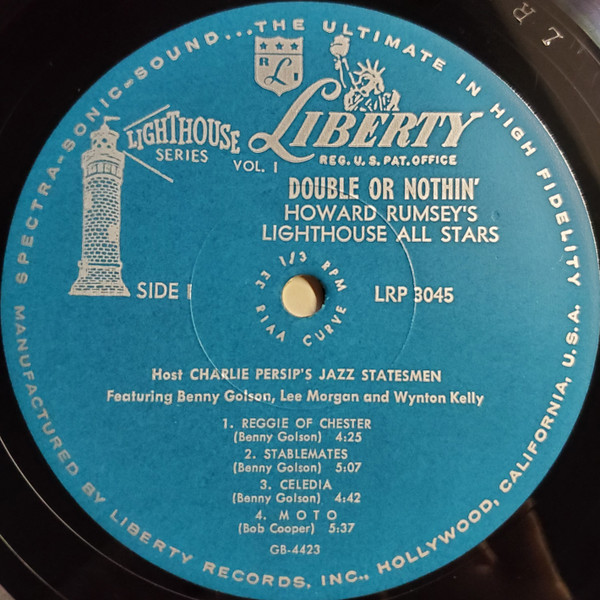 SPECTRA-SONIC-SOUND...THE ULTIMATE IN HIGH FIDELITY
R L I
LIGHTHOUSE
SERIES VOL. I
LIBERTY
REG. U.S. PAT. OFFICE
DOUBLE OR NOTHIN'
HOWARD RUMSEY'S
LIGHTHOUSE ALL STARS
SIDE I
33 1/3 RPM
RIAA CURVE
LRP 3045
Host CHARLIE PERSIP'S JAZZ STATESMEN
Featuring Benny Golson, Lee Morgan and Wynton Kelly
1. REGGIE OF CHESTER
(Benny Golson) 4:25
2. STABLEMATES
(Benny Golson) 5:07
3. CELEDIA
(Benny Golson) 4:42
4. MOTO
(Bob Cooper) 5:37
GB-4423
MANUFACTURED BY LIBERTY RECORDS, INC., HOLLYWOOD, CALIFORNIA, U.S.A.